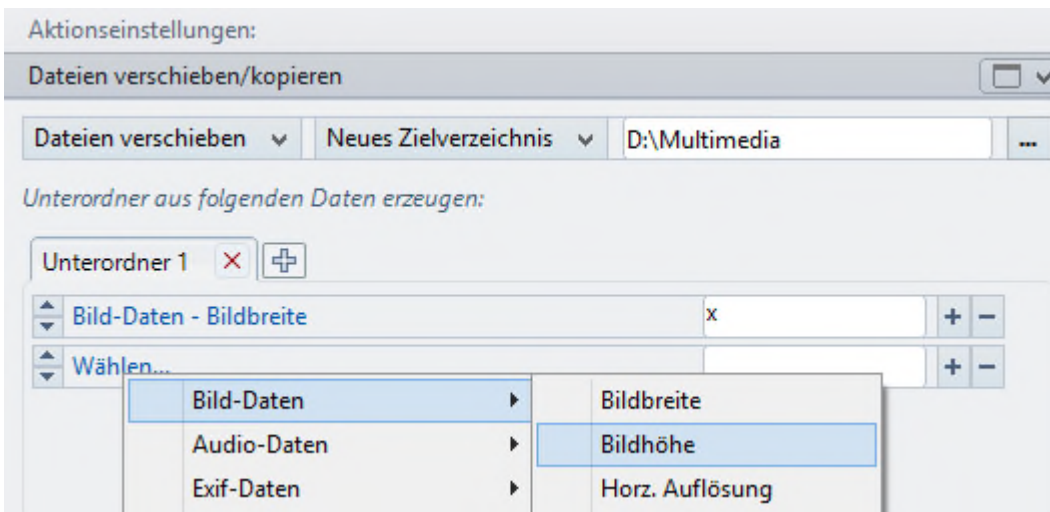 Aktionseinstellungen:
Dateien verschieben/kopieren
Dateien verschieben Neues Zielverzeichnis D:\Multimedia ...
Unterordner aus folgenden Daten erzeugen:
Unterordner 1
Bild-Daten - Bildbreite x
Wählen...
Bild-Daten Bildbreite
Audio-Daten Bildhöhe
Exif-Daten Horz. Auflösung